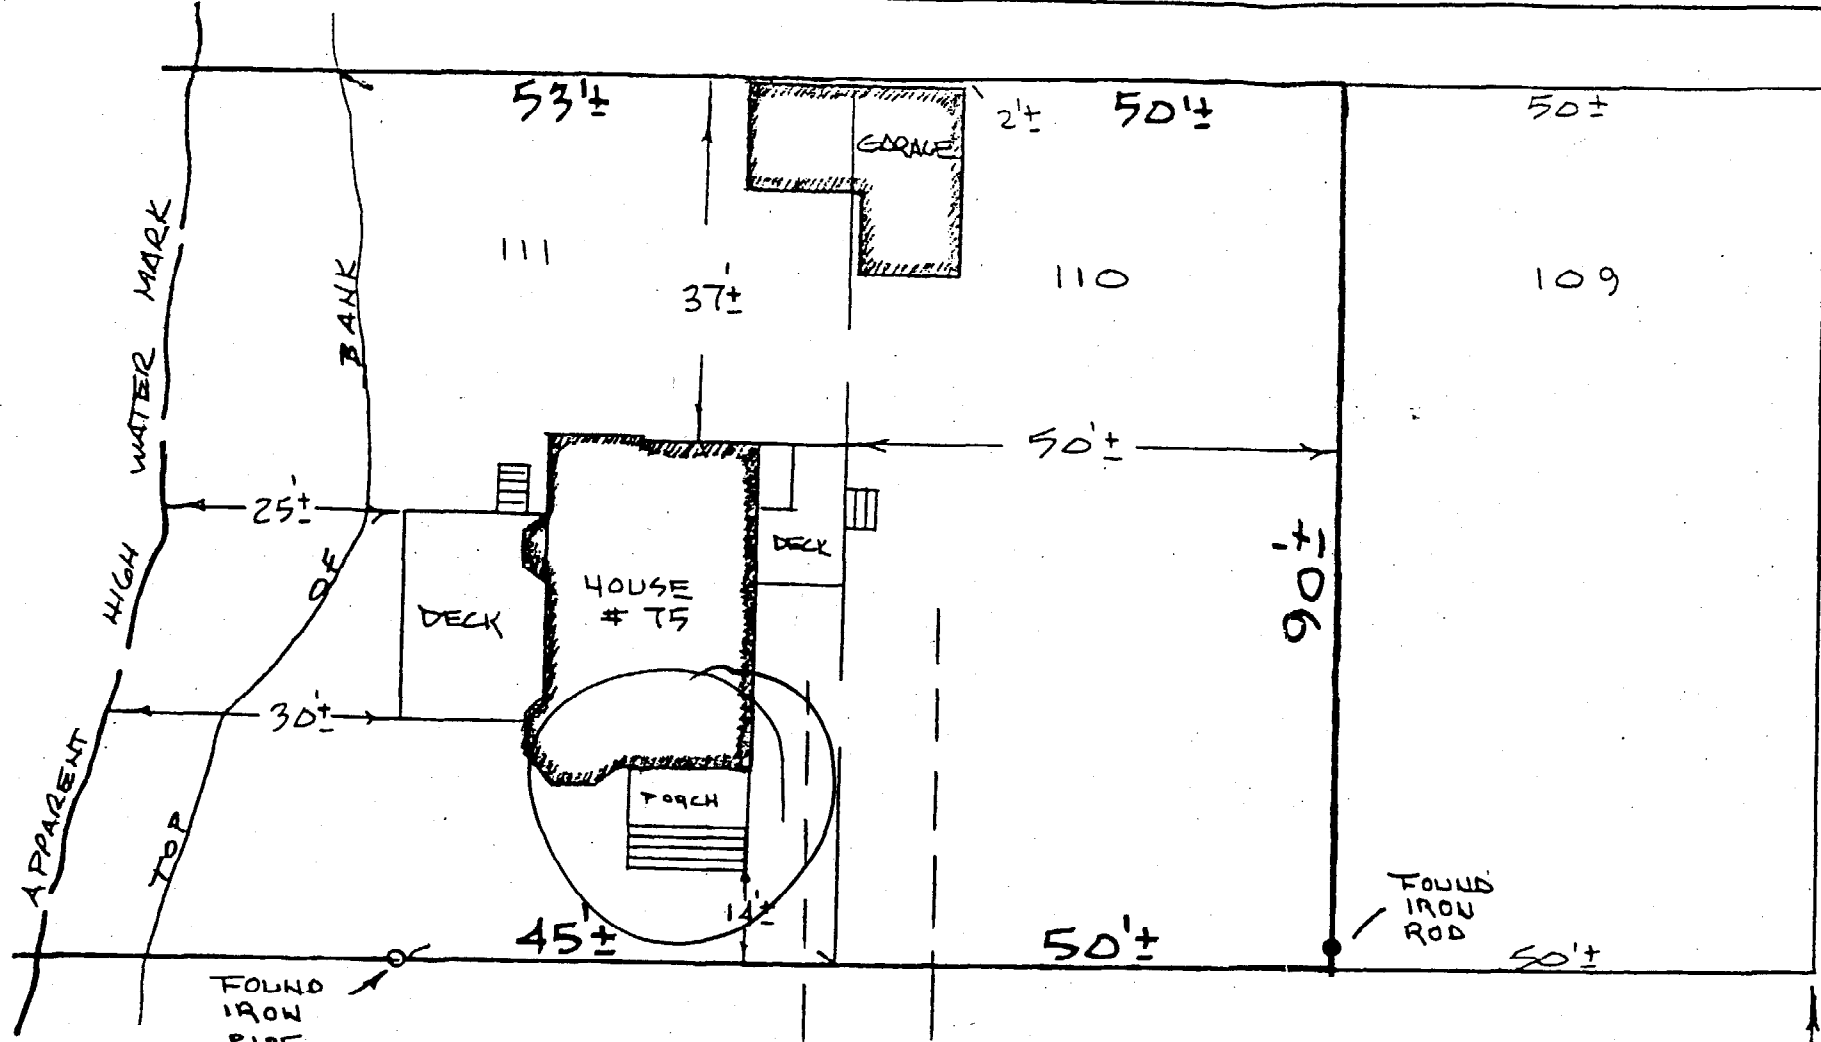 53'±
50'±
50±
2'±
GARAGE
111
110
109
37'±
APPARENT HIGH WATER MARK
TOP OF BANK
50'±
25'±
DECK
HOUSE
# 75
DECK
90'±
30'±
PORCH
14'±
45'±
50'±
50'±
FOUND
IRON
ROD
FOUND
IRON
PIPE